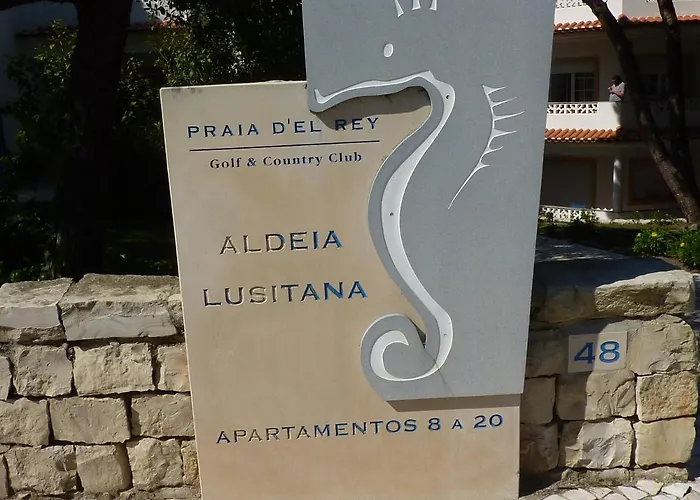 PRAIA D'EL REY
Golf & Country Club
ALDEIA
LUSITANA
48
APARTAMENTOS 8 A 20